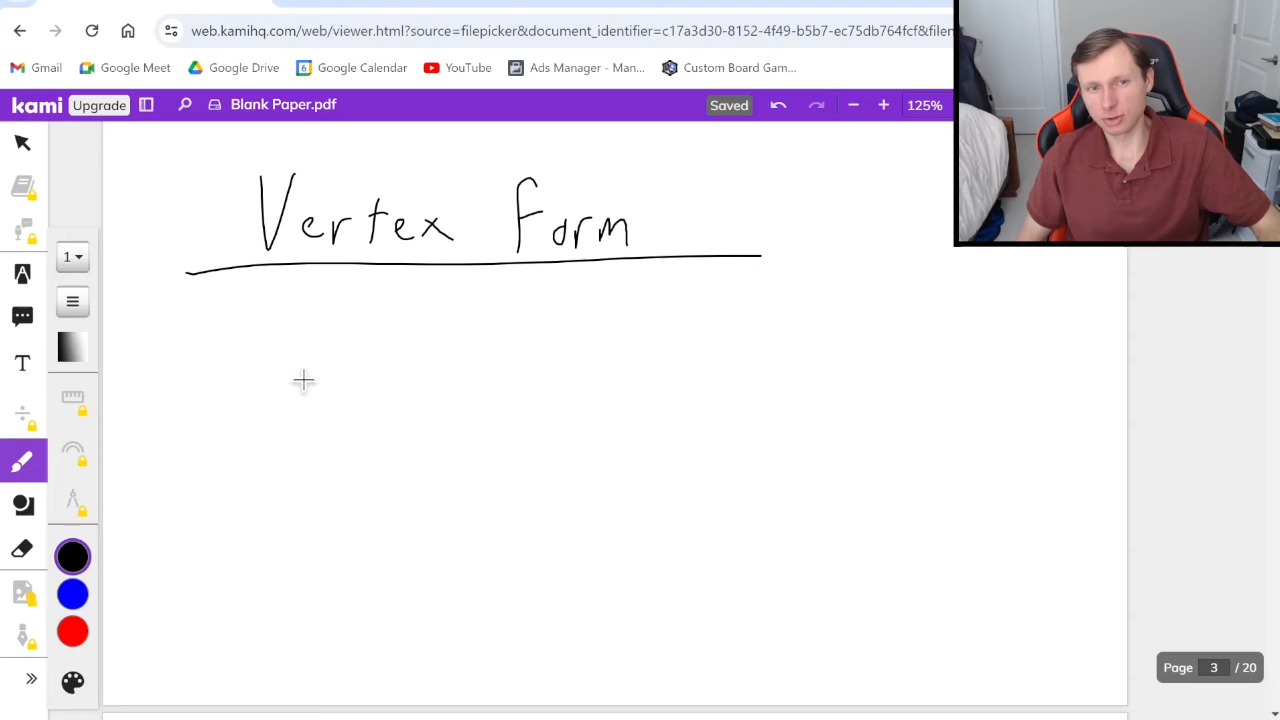 web.kamihq.com/web/viewer.html?source=filepicker&document_identifier=c17a3d30-8152-4f49-b5b7-ec75db764fcf&filen
Gmail Google Meet Google Drive 6 Google Calendar YouTube Ads Manager - Man... Custom Board Gam...
kami Upgrade Blank Paper.pdf Saved 125%
Vertex Form
1
T
Page 3 / 20